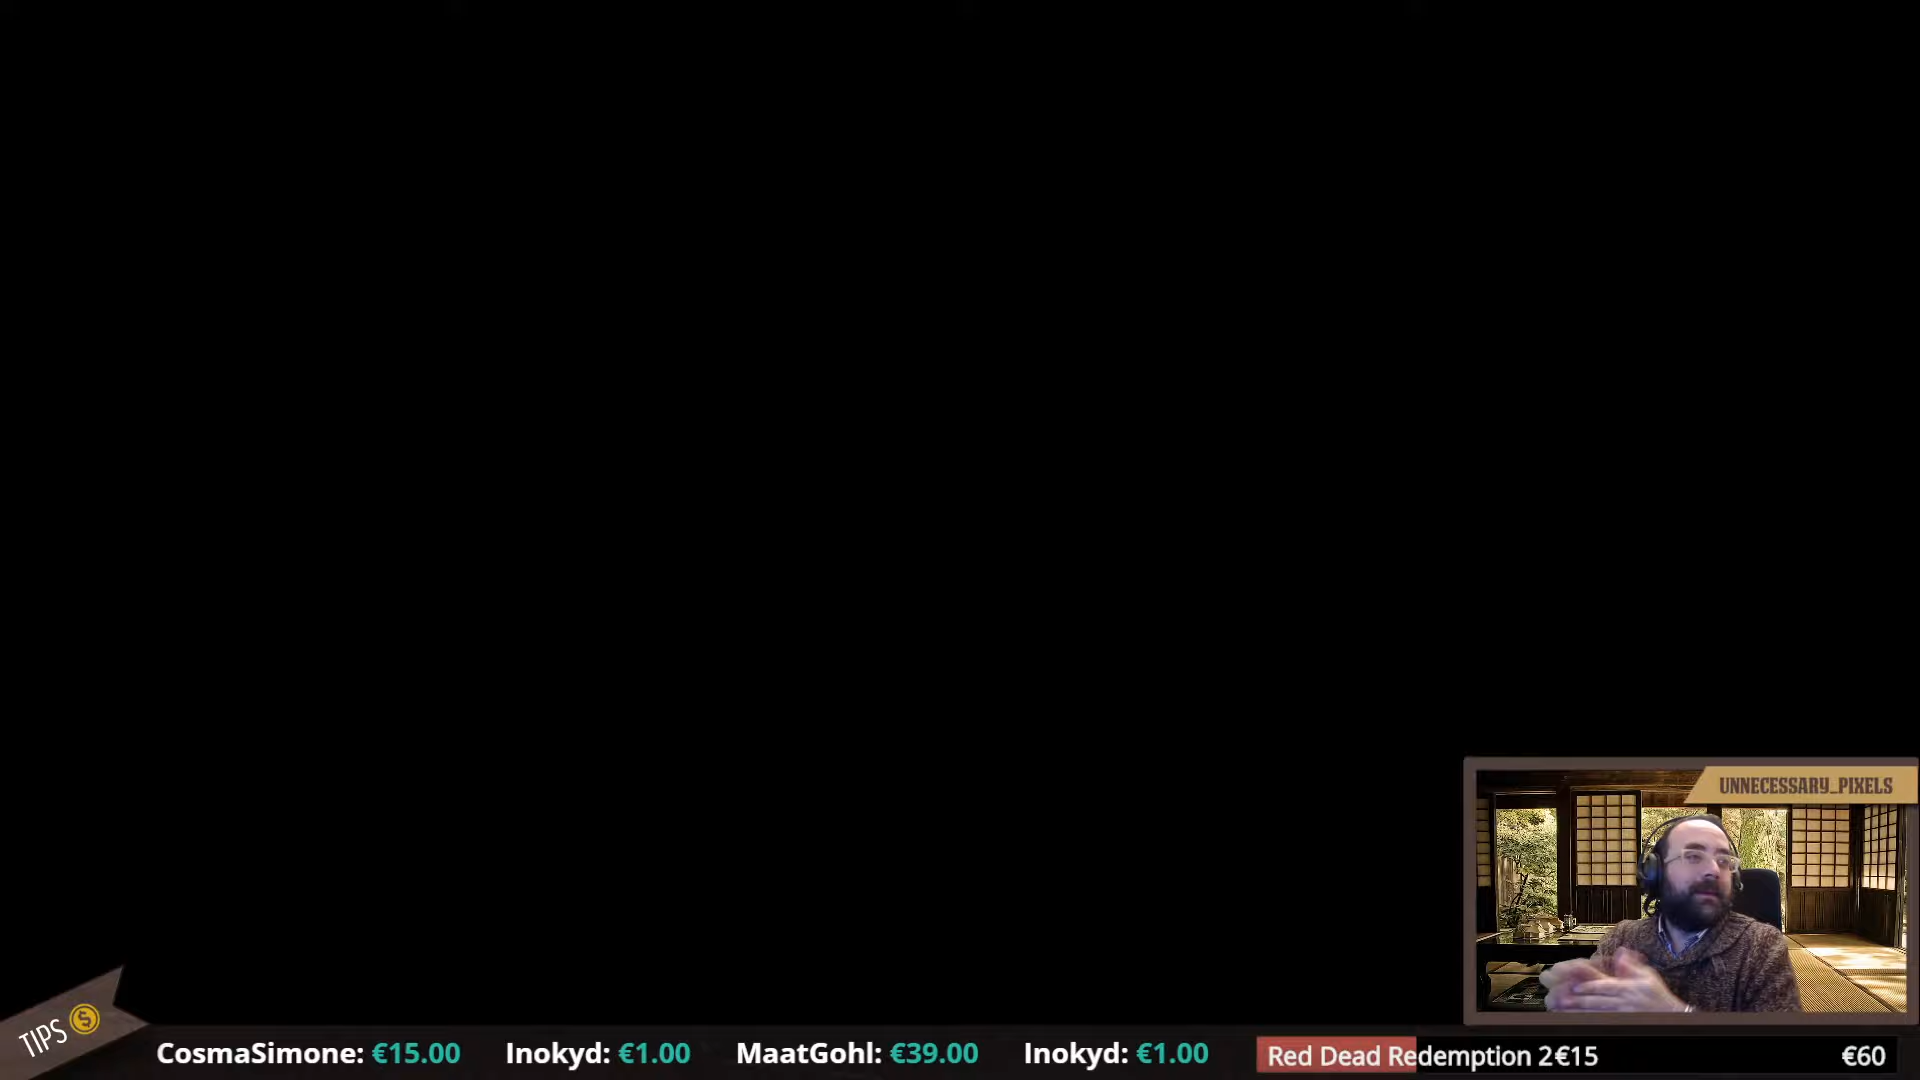 UNNECESSARY_PIXELS
TIPS
CosmaSimone: €15.00 Inokyd: €1.00 MaatGohl: €39.00 Inokyd: €1.00 Red Dead Redemption 2 €15 €60